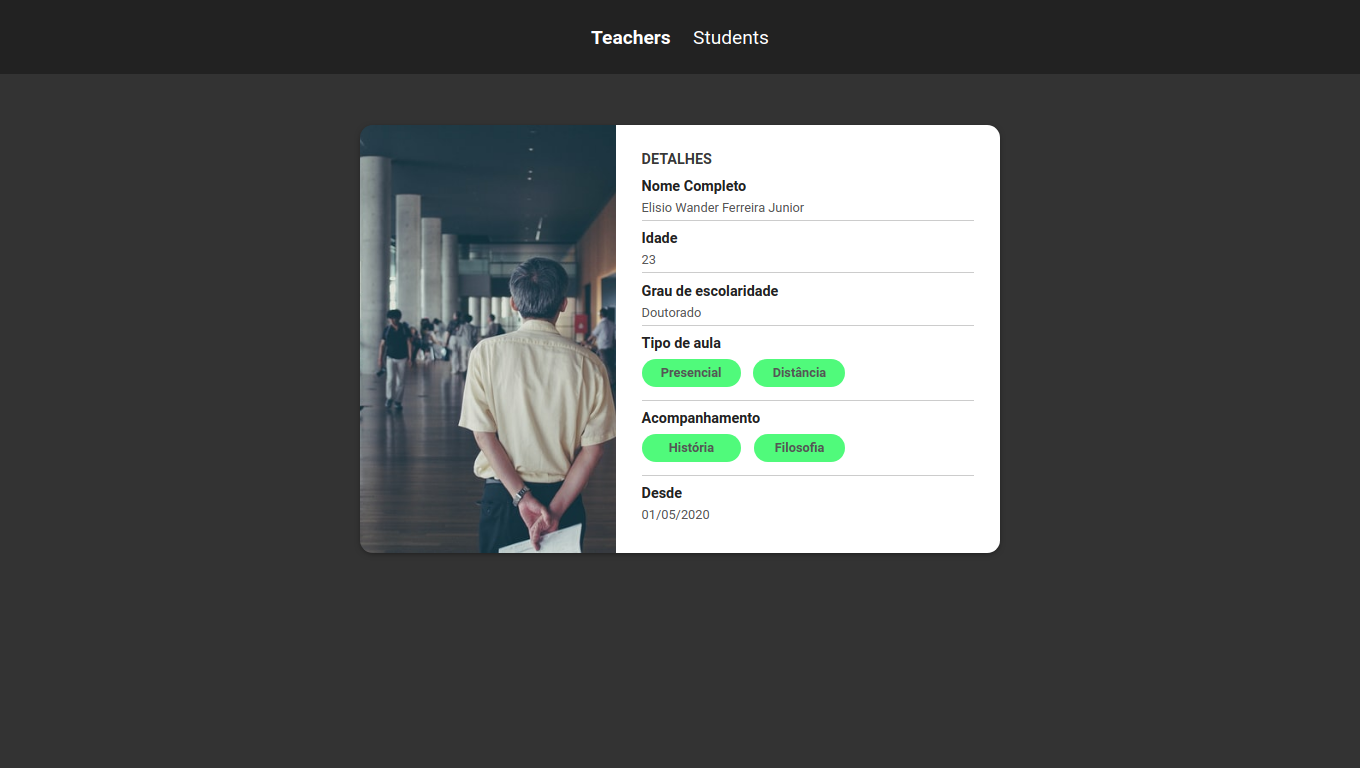 Teachers Students
DETALHES
Nome Completo
Elisio Wander Ferreira Junior
Idade
23
Grau de escolaridade
Doutorado
Tipo de aula
Presencial Distância
Acompanhamento
História Filosofia
Desde
01/05/2020